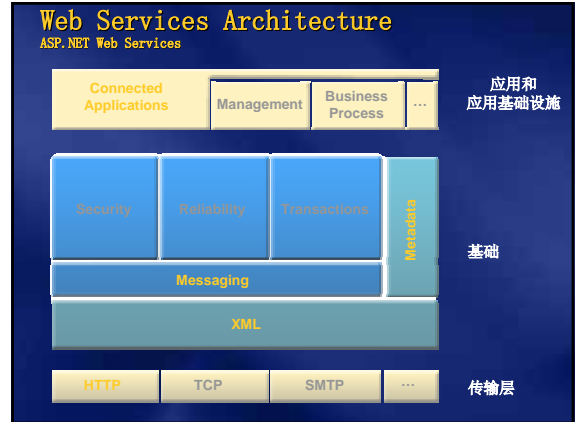 Web Services Architecture
ASP.NET Web Services
Connected
Applications
Management
Business
Process
...
应用和
应用基础设施
Security
Reliability
Transactions
Metadata
基础
Messaging
XML
HTTP
TCP
SMTP
...
传输层